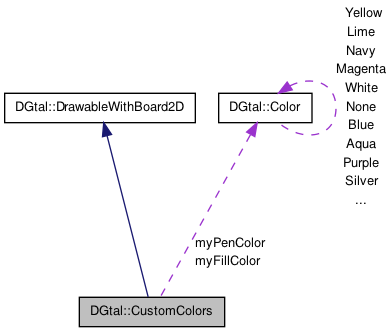 Yellow
Lime
Navy
Magenta
White
None
Blue
Aqua
Purple
Silver
...
DGtal::DrawableWithBoard2D
DGtal::Color
myPenColor
myFillColor
DGtal::CustomColors